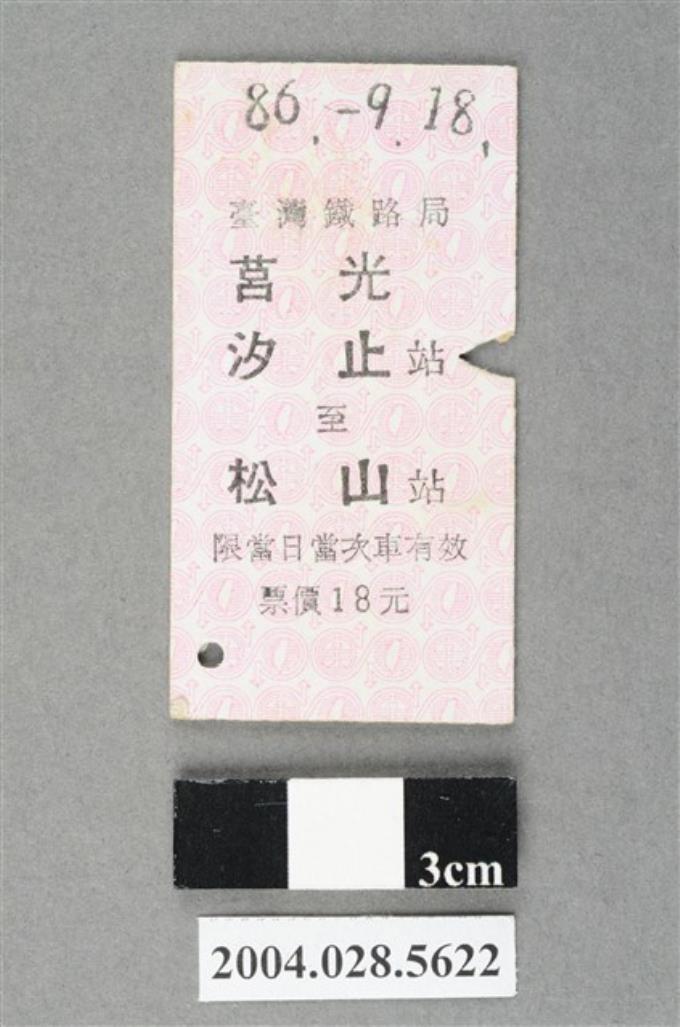 86.-9.18.
臺灣鐵路局
莒光
汐止站
至
松山站
限當日當次車有效
票價18元
3cm
2004.028.5622